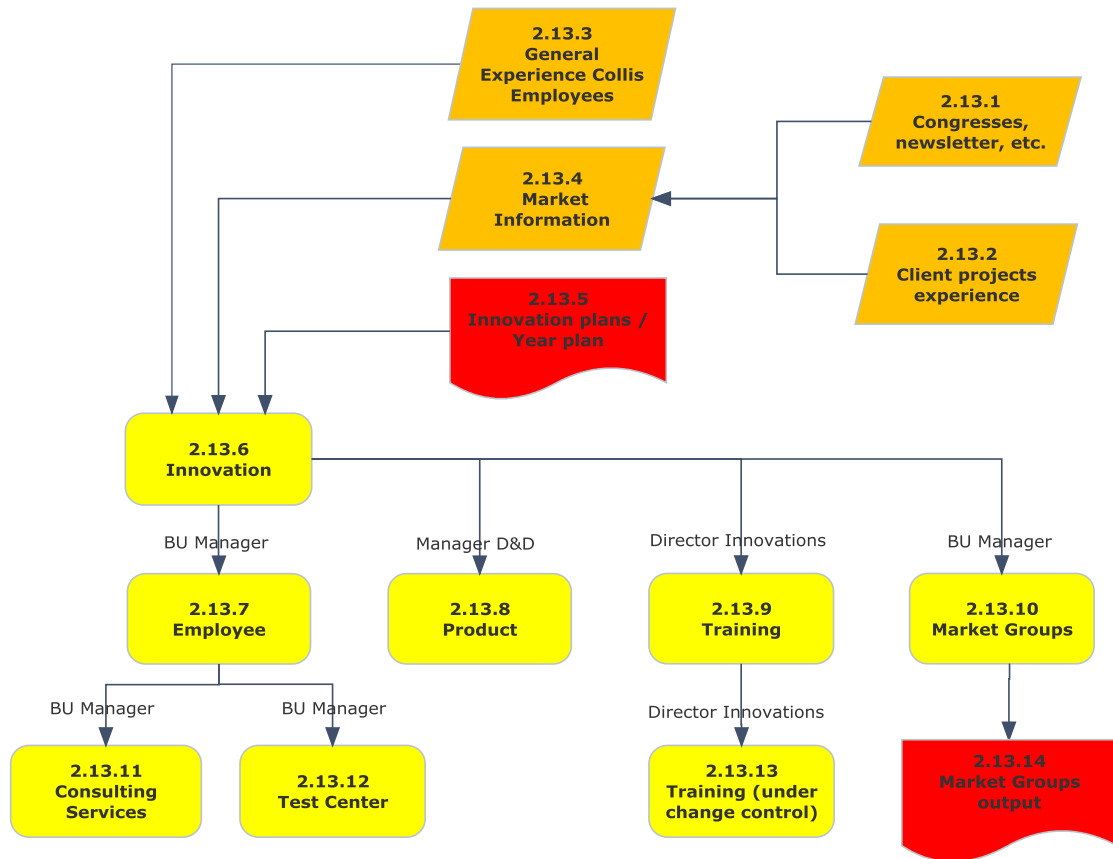 2.13.3
General
Experience Collis
Employees
2.13.1
Congresses,
newsletter, etc.
2.13.4
Market
Information
2.13.2
Client projects
experience
2.13.5
Innovation plans /
Year plan
2.13.6
Innovation
BU Manager
Manager D&D
Director Innovations
BU Manager
2.13.7
Employee
2.13.8
Product
2.13.9
Training
2.13.10
Market Groups
BU Manager
BU Manager
Director Innovations
2.13.11
Consulting
Services
2.13.12
Test Center
2.13.13
Training (under
change control)
2.13.14
Market Groups
output